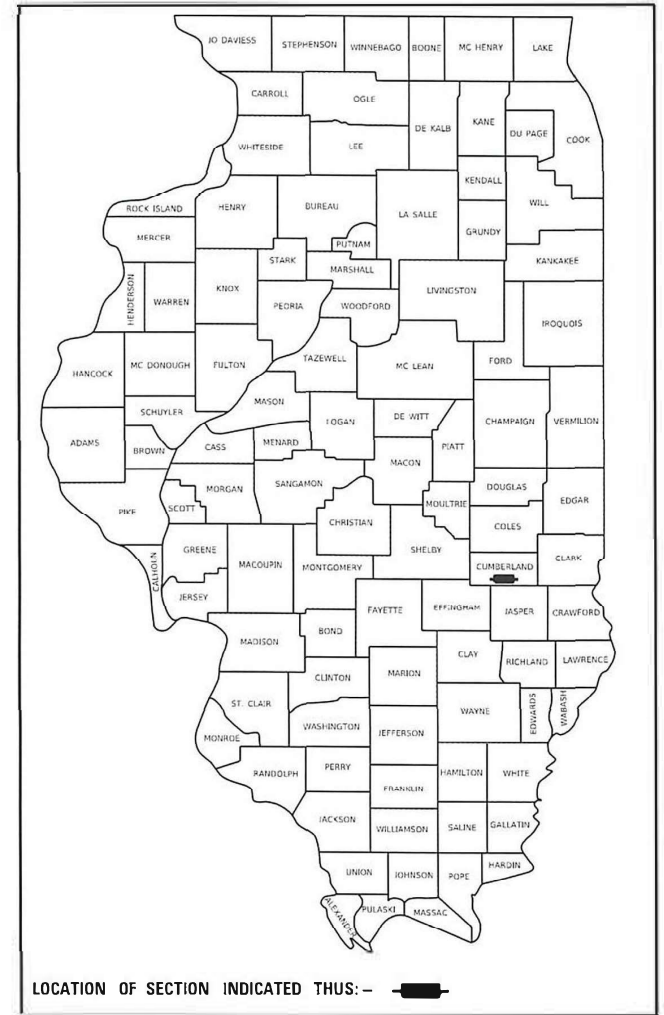 JO DAVIESS STEPHENSON WINNEBAGO BOONE MC HENRY LAKE
CARROLL OGLE DE KALB KANE DU PAGE COOK
WHITESIDE LEE
KENDALL
ROCK ISLAND HENRY BUREAU LA SALLE WILL
MERCER PUTNAM GRUNDY
STARK MARSHALL KANKAKEE
HENDERSON WARREN KNOX PEORIA WOODFORD LIVINGSTON
IROQUOIS
HANCOCK MC DONOUGH FULTON TAZEWELL MC LEAN FORD
MASON
SCHUYLER LOGAN DE WITT CHAMPAIGN VERMILION
ADAMS BROWN CASS MENARD PIATT
MACON
MORGAN SANGAMON DOUGLAS
PIKE SCOTT CHRISTIAN MOULTRIE EDGAR
COLES
GREENE SHELBY
CALHOUN MACOUPIN MONTGOMERY CUMBERLAND CLARK
JERSEY
FAYETTE EFFINGHAM JASPER CRAWFORD
MADISON BOND
CLAY RICHLAND LAWRENCE
CLINTON MARION
ST. CLAIR WAYNE EDWARDS WABASH
MONROE WASHINGTON JEFFERSON
RANDOLPH PERRY HAMILTON WHITE
FRANKLIN
JACKSON WILLIAMSON SALINE GALLATIN
UNION JOHNSON POPE HARDIN
ALEXANDER PULASKI MASSAC
LOCATION OF SECTION INDICATED THUS: –